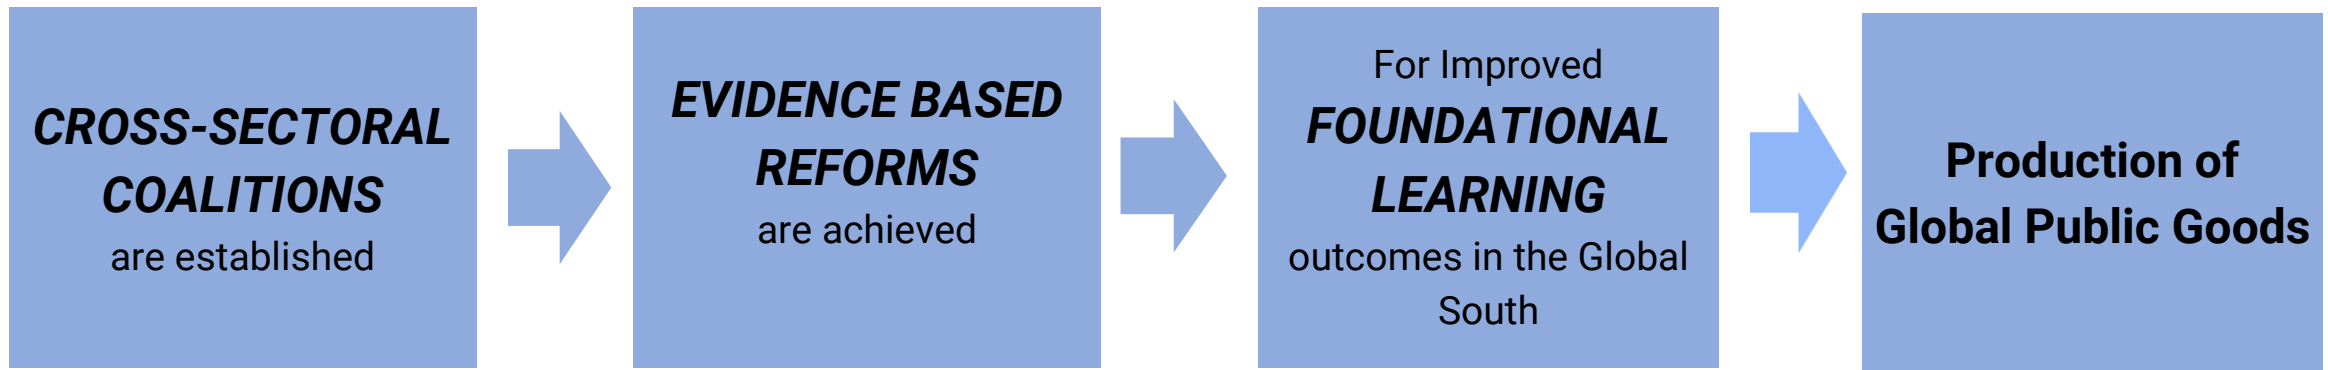 CROSS-SECTORAL
COALITIONS
are established
EVIDENCE BASED
REFORMS
are achieved
For Improved
FOUNDATIONAL
LEARNING
outcomes in the Global
South
Production of
Global Public Goods